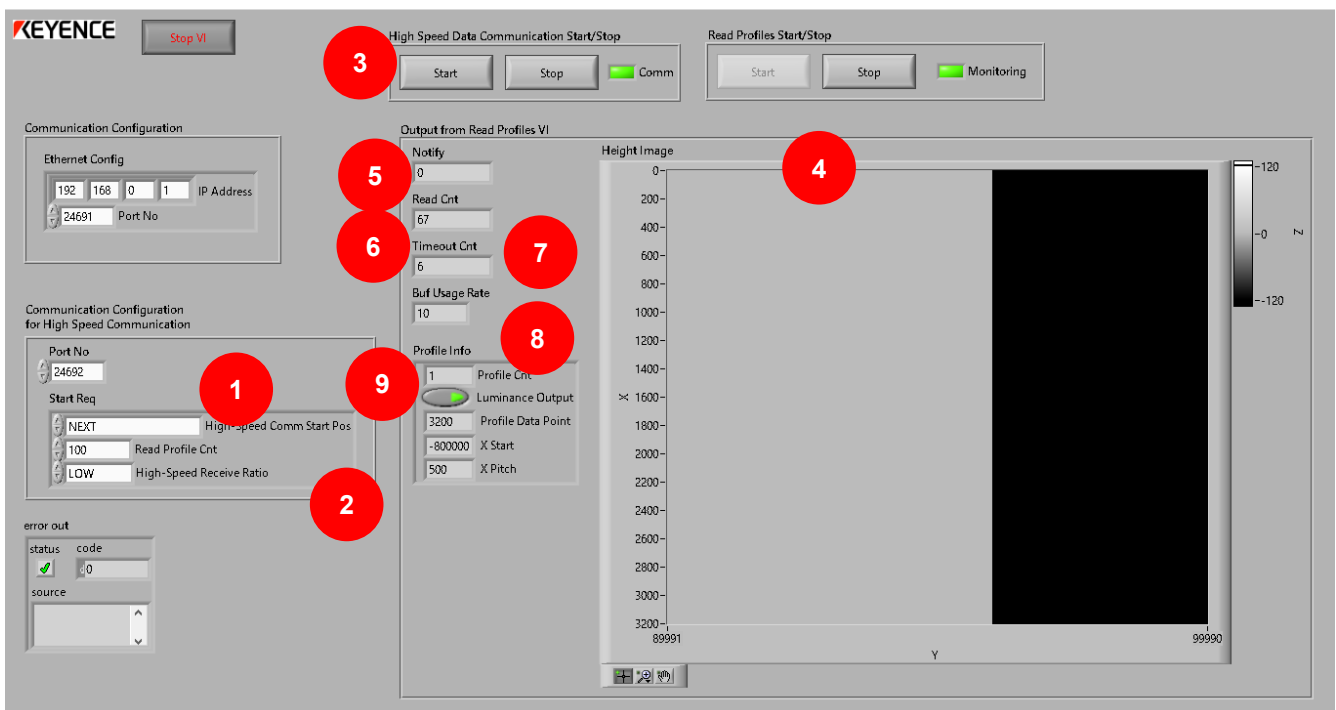 KEYENCE
Stop VI
High Speed Data Communication Start/Stop
Start
Stop
Comm
3
Read Profiles Start/Stop
Start
Stop
Monitoring
Communication Configuration
Ethernet Config
192 168 0 1 IP Address
24691 Port No
Communication Configuration
for High Speed Communication
Port No
24692
1
Start Req
NEXT High-Speed Comm Start Pos
100 Read Profile Cnt
LOW High-Speed Receive Ratio
2
error out
status code
d0
source
Output from Read Profiles VI
Notify
5
0
Read Cnt
67
6
Timeout Cnt
7
6
Buf Usage Rate
10
8
Profile Info
9
1 Profile Cnt
Luminance Output
3200 Profile Data Point
-800000 X Start
500 X Pitch
Height Image
4
0-
200-
400-
600-
800-
1000-
1200-
1400-
X 1600-
1800-
2000-
2200-
2400-
2600-
2800-
3000-
3200-
89991
99990
Y
-120
-0 Z
--120